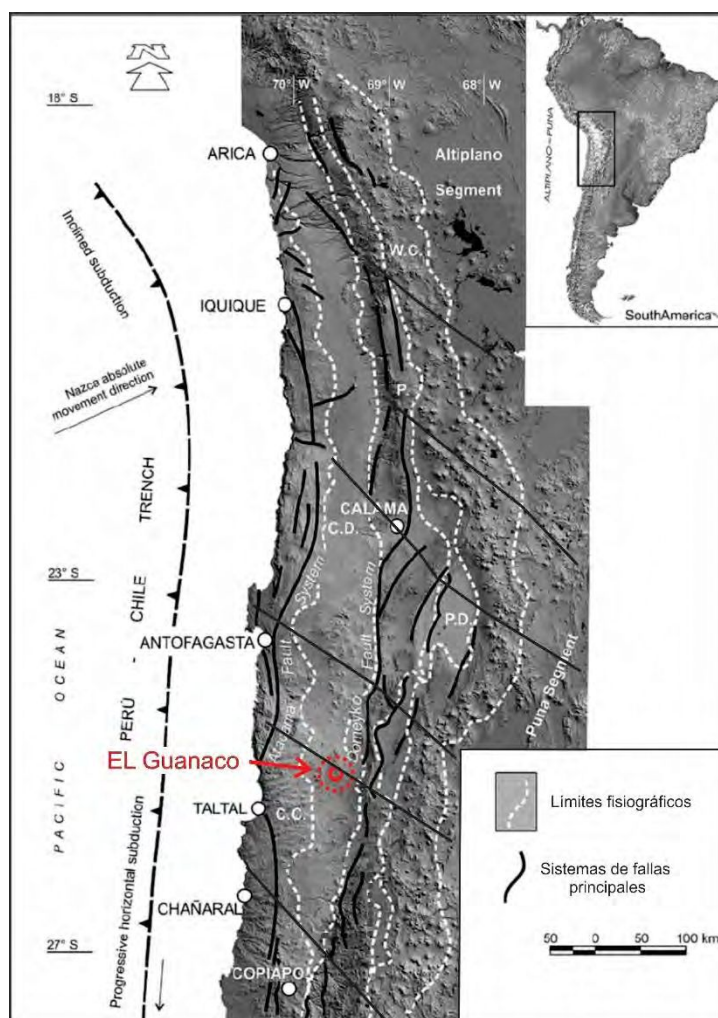 N
70° W
69° W
68° W
18° S
ARICA
Altiplano
Segment
ALTIPLANO - PUNA
SouthAmerica
Inclined subduction
W.C.
IQUIQUE
Nazca absolute
movement direction
P.
TRENCH
CALAMA
C.D.
23° S
System
System
CHILE
P.D.
ANTOFAGASTA
Fault
Fault
OCEAN
PERÚ
Puna Segment
Atacama
Domeyko
EL Guanaco
PACIFIC
TALTAL
C.C.
Limites fisiográficos
Progressive horizontal subduction
CHAÑARAL
Sistemas de fallas
principales
27° S
COPIAPO
50 0 50 100 km